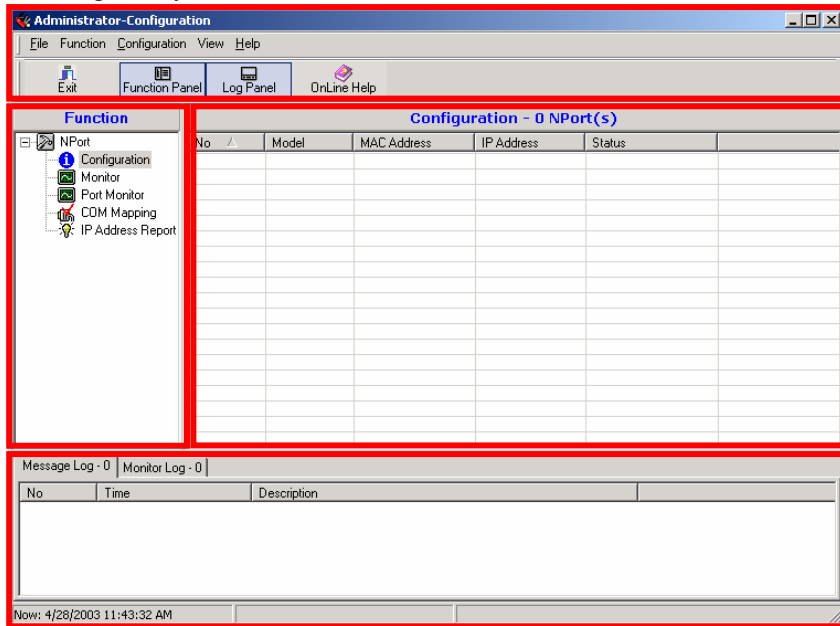 Administrator-Configuration
File Function Configuration View Help
Exit Function Panel Log Panel OnLine Help
Function
NPort
Configuration
Monitor
Port Monitor
COM Mapping
IP Address Report
Configuration - 0 NPort(s)
No Model MAC Address IP Address Status
Message Log - 0 Monitor Log - 0
No Time Description
Now: 4/28/2003 11:43:32 AM